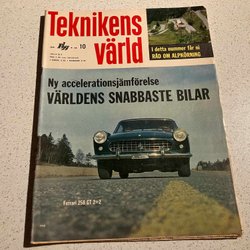 Teknikens
värld
10
I detta nummer får ni
RÅD OM ALPKÖRNING
Ny accelerationsjämförelse
VÄRLDENS SNABBASTE BILAR
Ferrari 250 GT 2+2